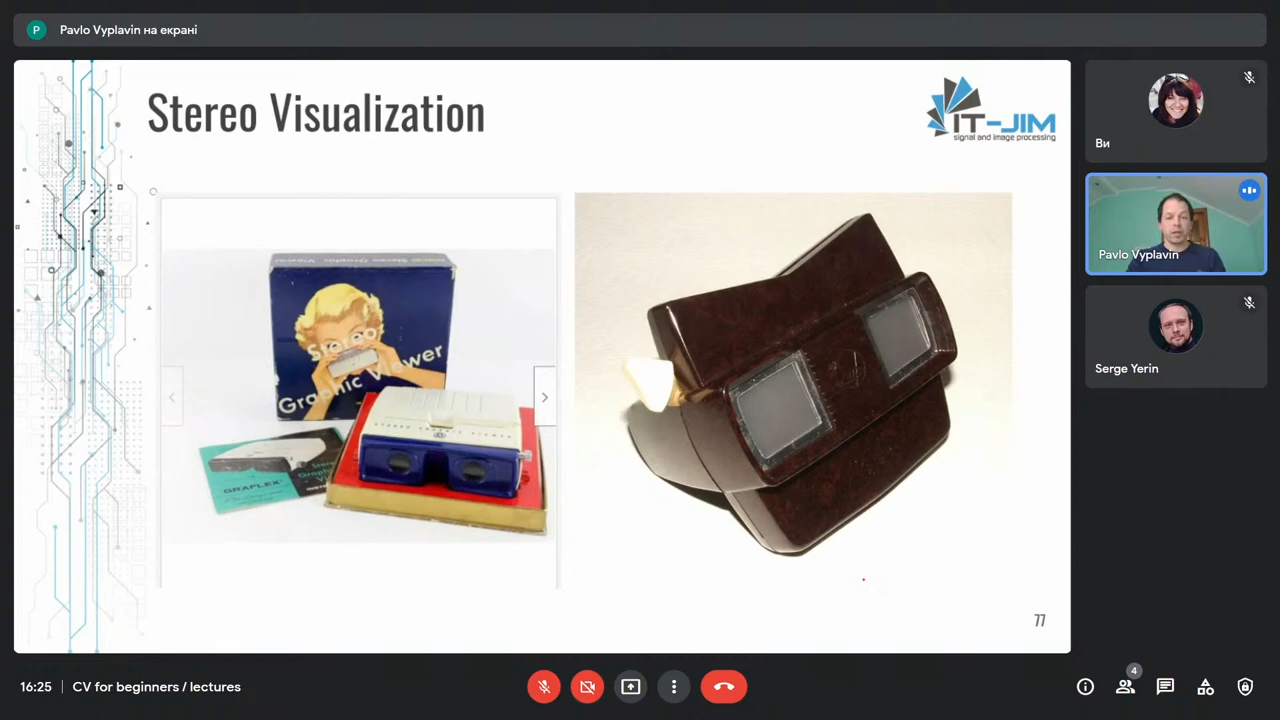 P Pavlo Vyplavin на екрані
Stereo Visualization
IT-JIM
signal and image processing
Stereo
Graphic Viewer
GRAFLEX
77
Ви
Pavlo Vyplavin
Serge Yerin
16:25 CV for beginners / lectures
4